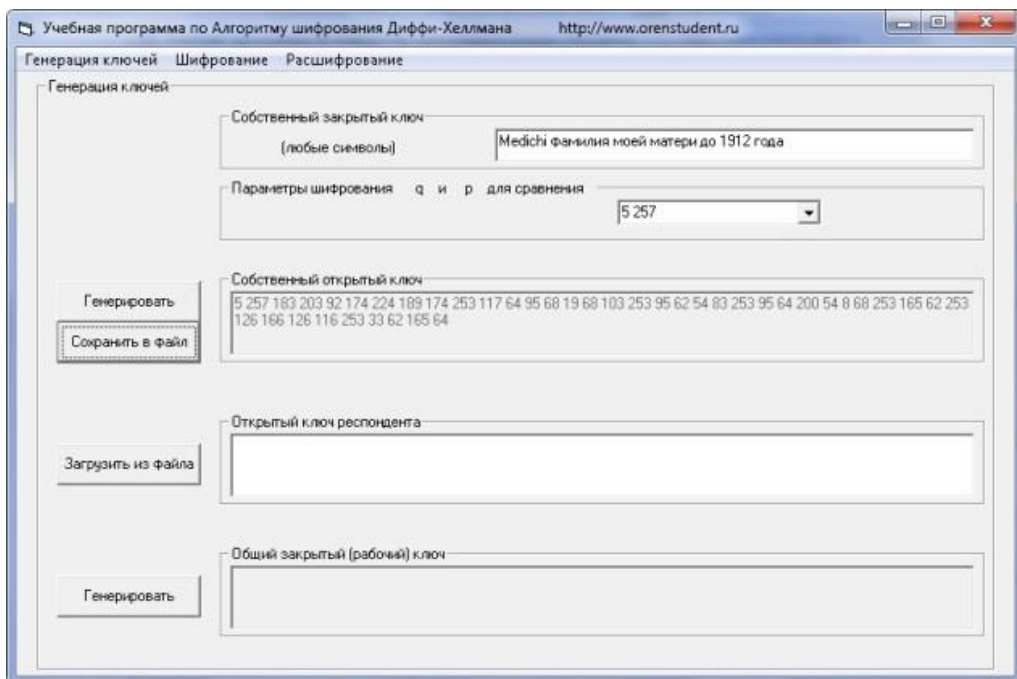 Учебная программа по Алгоритму шифрования Диффи-Хеллмана http://www.orenstudent.ru
Генерация ключей Шифрование Расшифрование
Генерация ключей
Собственный закрытый ключ
(любые символы)
Medichi фамилия моей матери до 1912 года
Параметры шифрования q и p для сравнения
5 257
Собственный открытый ключ
Генерировать
5 257 183 203 92 174 224 189 174 253 117 64 95 68 19 68 103 253 95 62 54 83 253 95 64 200 54 8 68 253 165 62 253
126 166 126 116 253 33 62 165 64
Сохранить в файл
Открытый ключ респондента
Загрузить из файла
Общий закрытый (рабочий) ключ
Генерировать